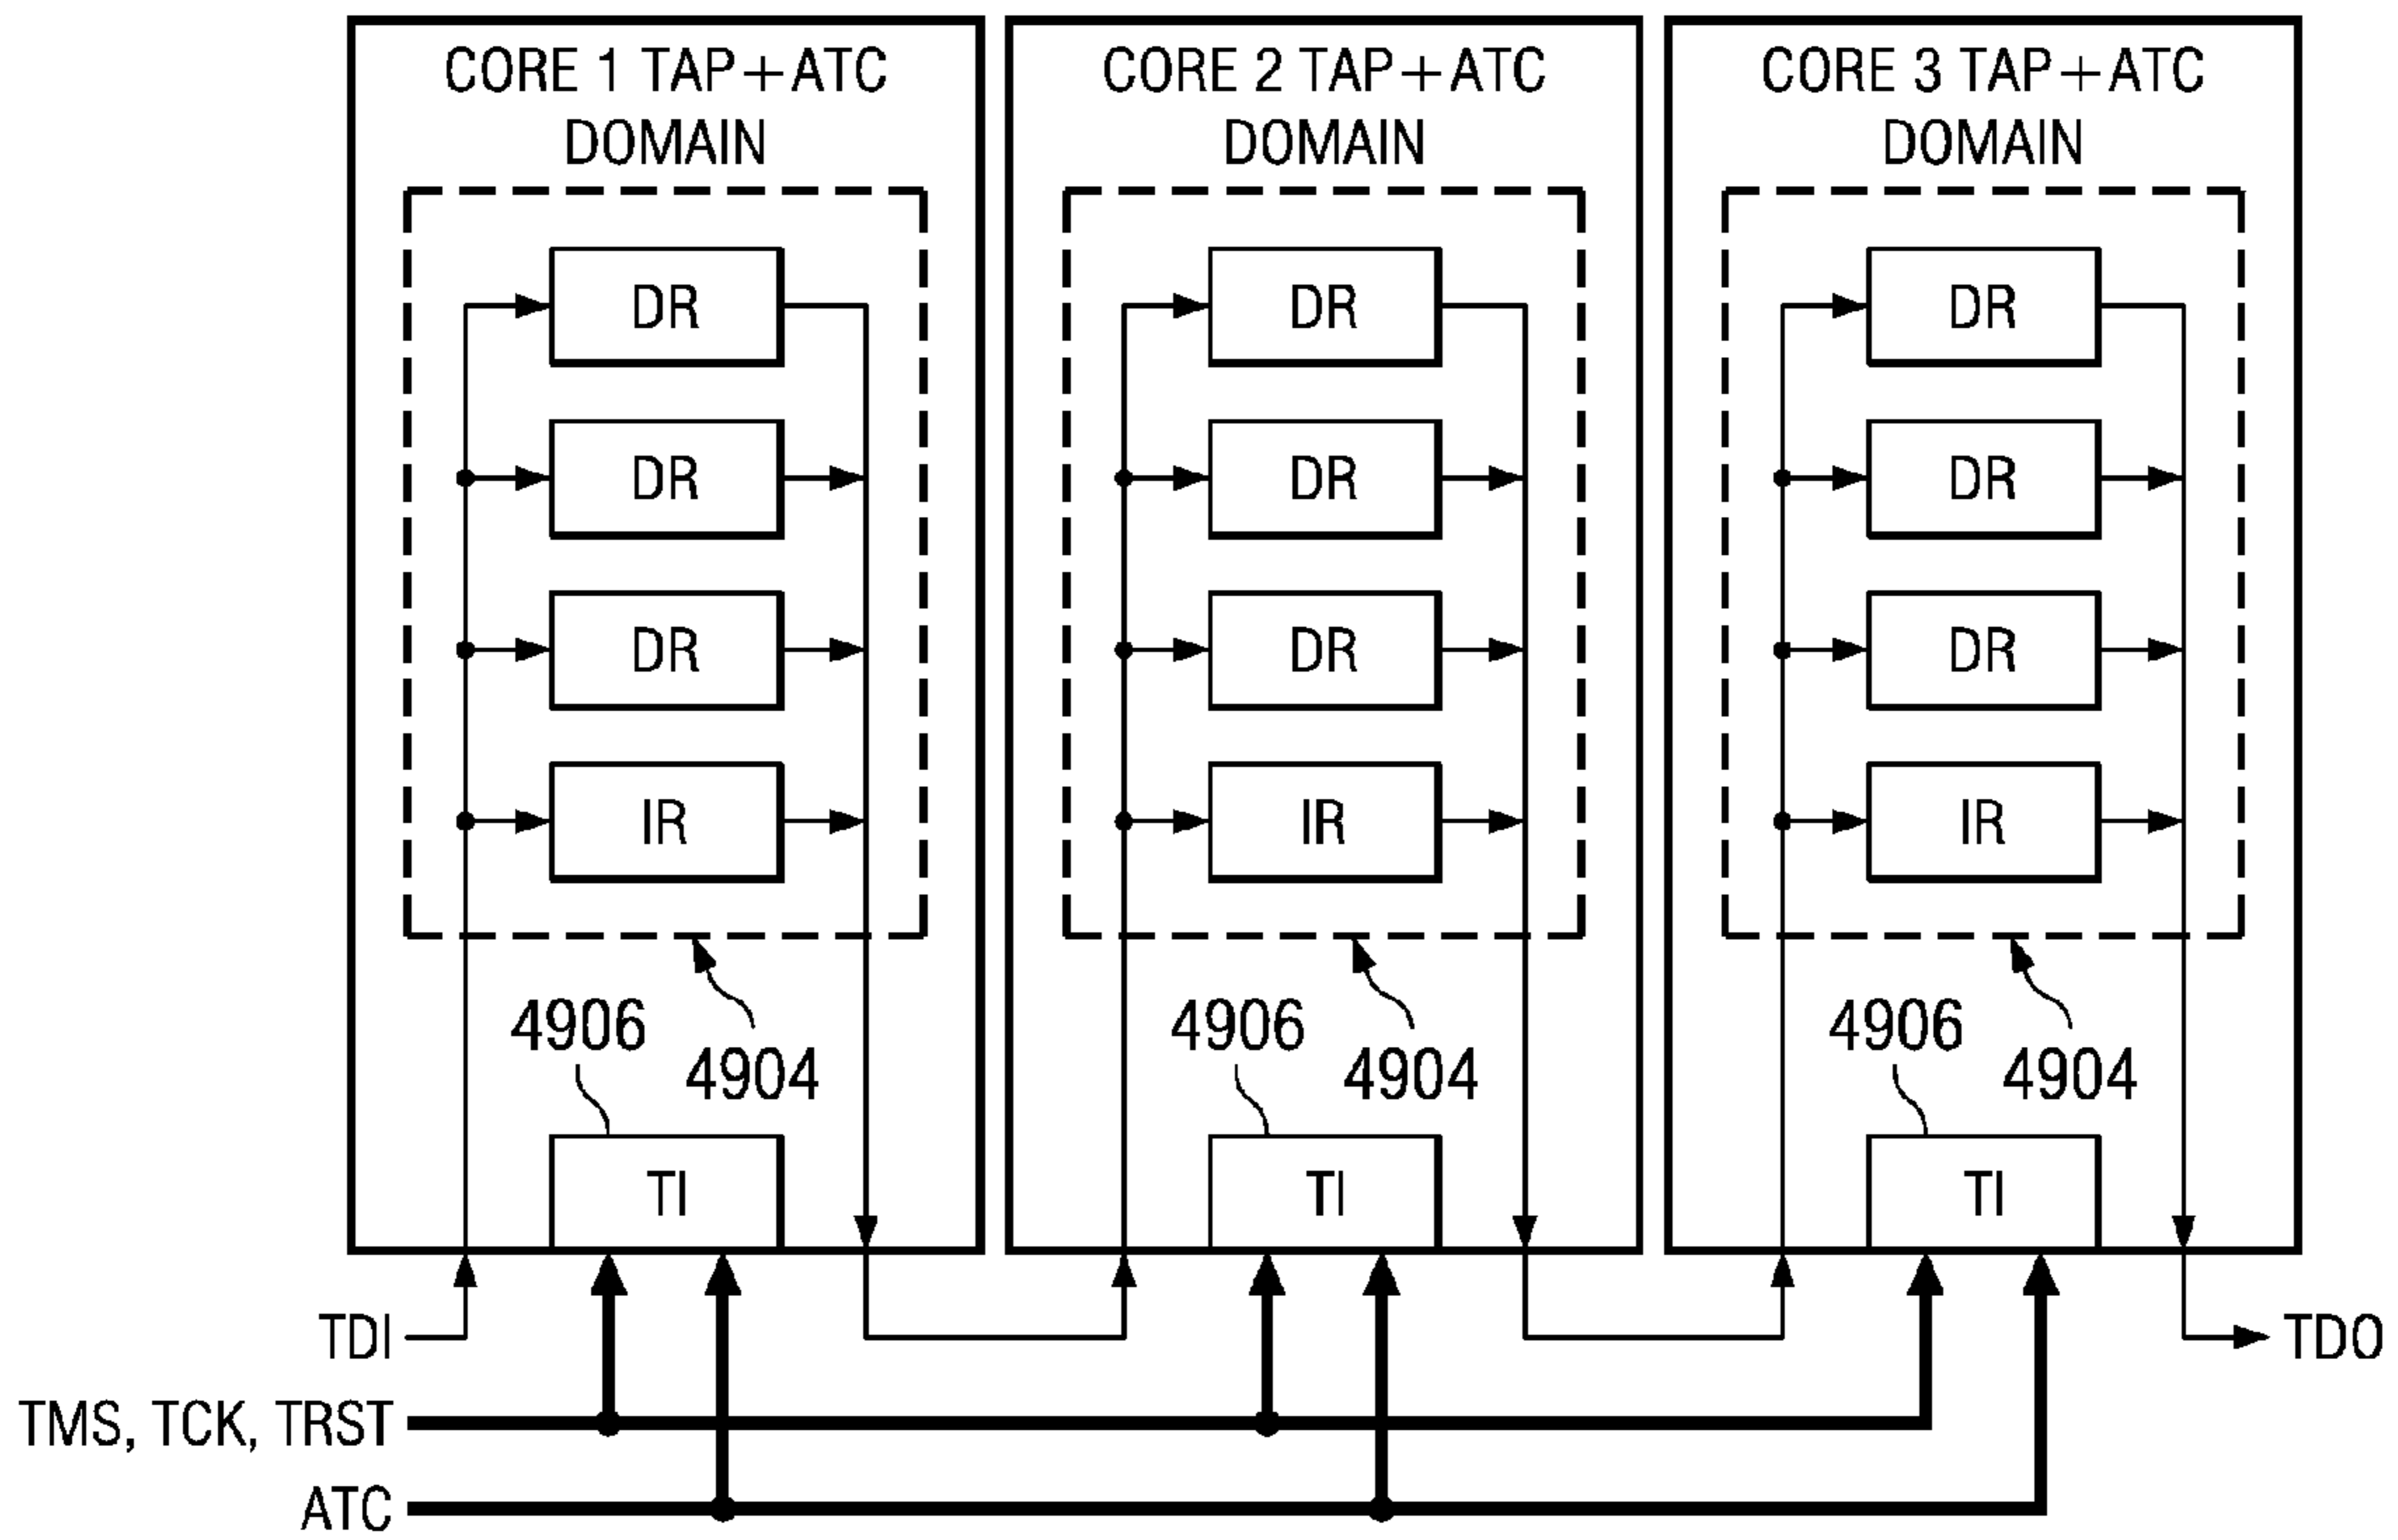 CORE 1 TAP+ATC
DOMAIN
DR
DR
DR
IR
4906
4904
TI
CORE 2 TAP+ATC
DOMAIN
DR
DR
DR
IR
4906
4904
TI
CORE 3 TAP+ATC
DOMAIN
DR
DR
DR
IR
4906
4904
TI
TDI
TDO
TMS, TCK, TRST
ATC